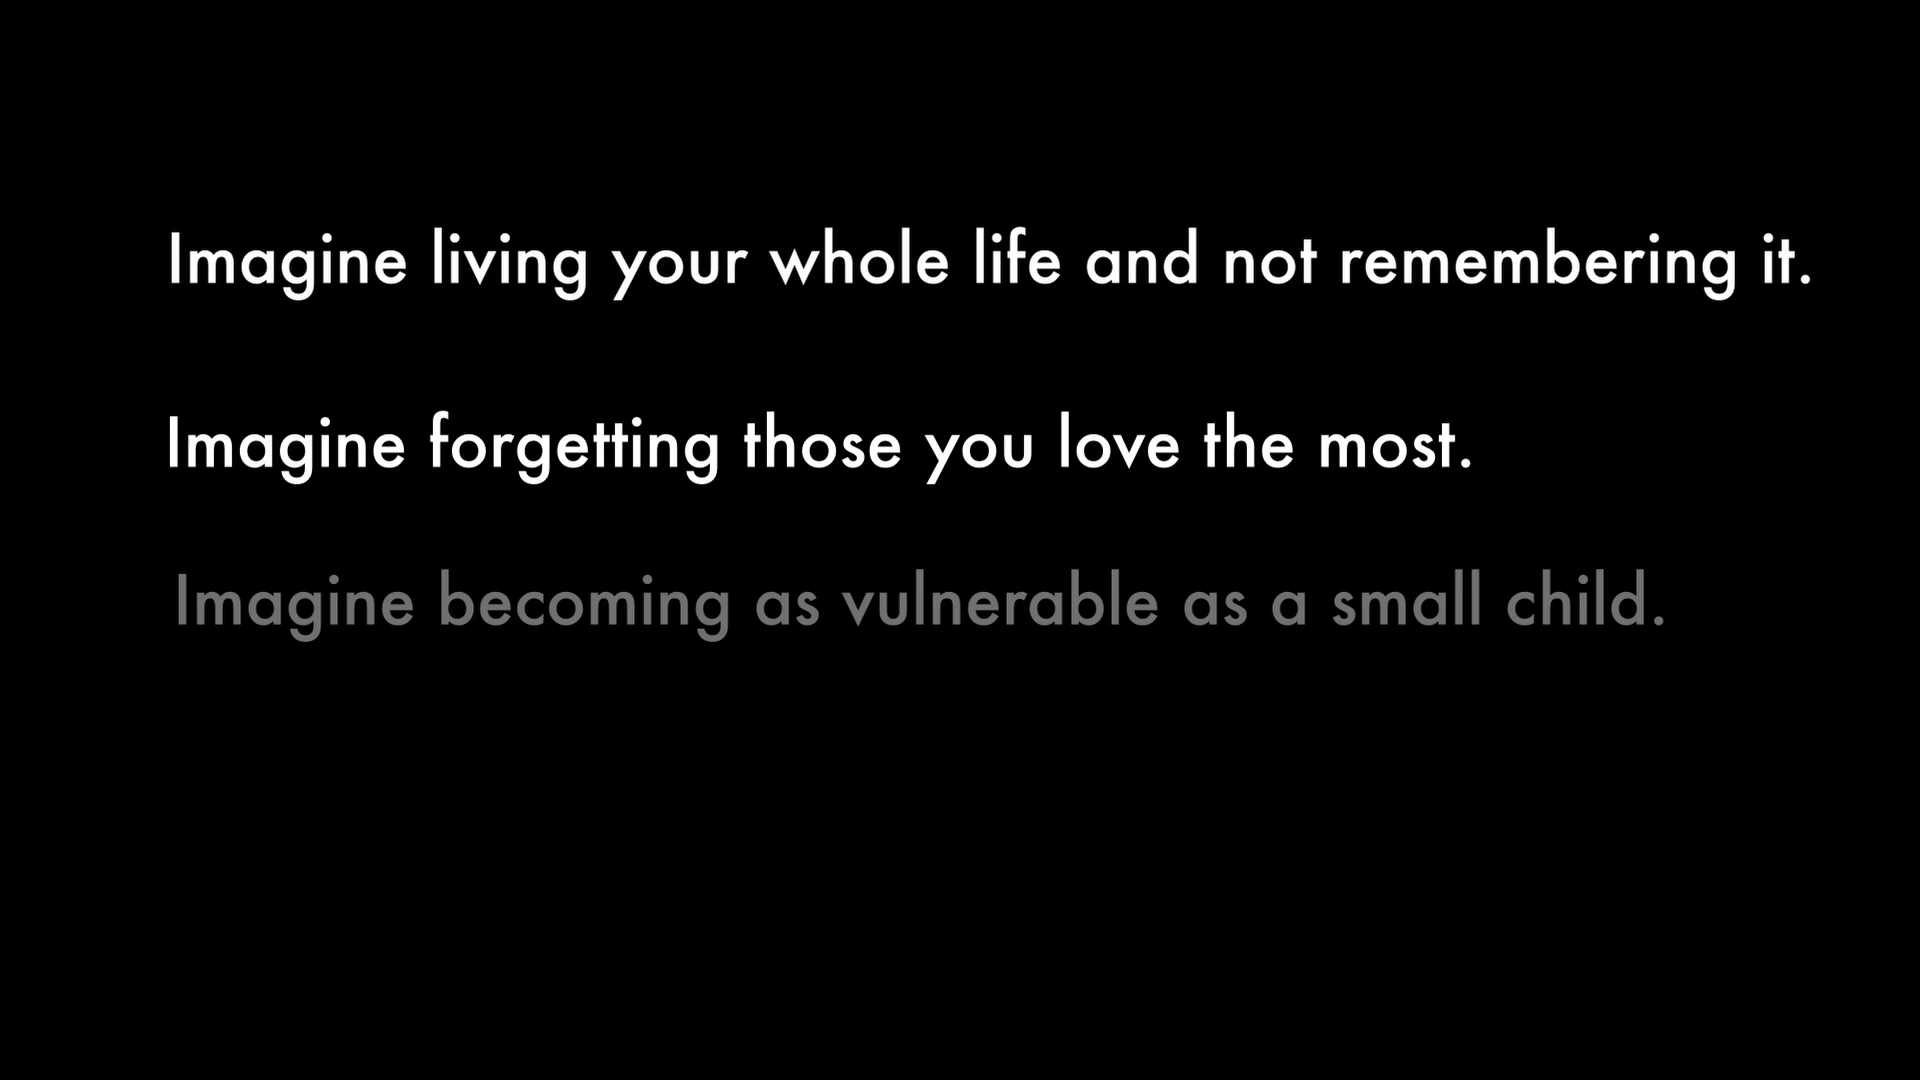 Imagine living your whole life and not remembering it.
Imagine forgetting those you love the most.
Imagine becoming as vulnerable as a small child.